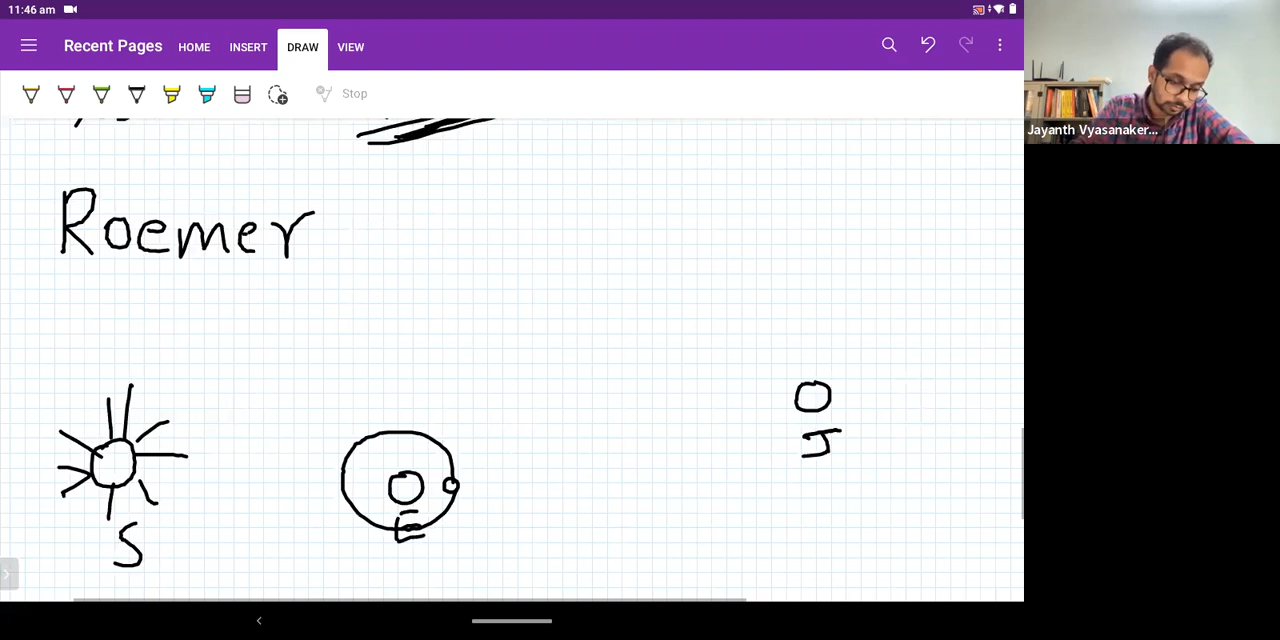 11:46 am
Recent Pages HOME INSERT DRAW VIEW
Stop
Jayanth Vyasanaker...
Roemer
J
E
S